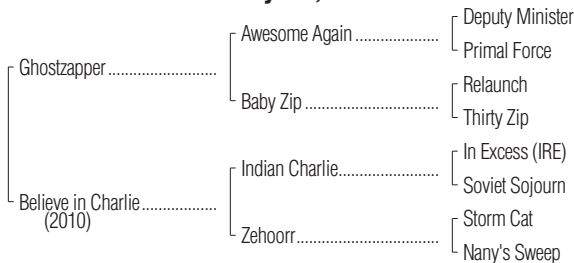 Deputy Minister
Awesome Again
Primal Force
Ghostzapper
Relaunch
Baby Zip
Thirty Zip
In Excess (IRE)
Indian Charlie
Soviet Sojourn
Believe in Charlie
(2010)
Storm Cat
Zehoorr
Nany's Sweep